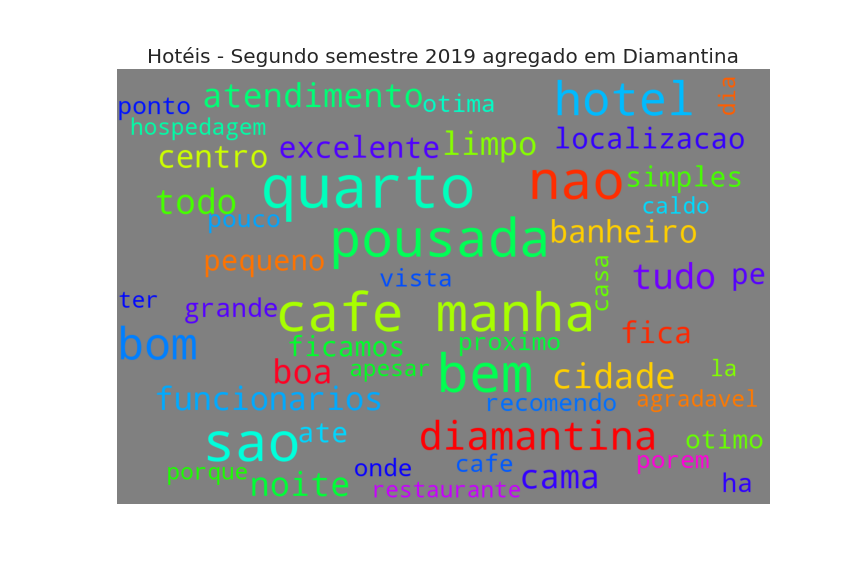 Hotéis - Segundo semestre 2019 agregado em Diamantina
ponto
atendimento
otima
hotel
dia
hospedagem
centro
excelente
limpo
localizacao
todo
quarto
nao
simples
pouco
caldo
pousada
banheiro
pequeno
vista
casa
tudo
pe
ter
grande
cafe manha
fica
bom
ficamos
proximo
boa
apesar
bem
cidade
la
funcionarios
recomendo
agradavel
sao
ate
diamantina
otimo
porque
noite
onde
cafe
restaurante
cama
porem
ha